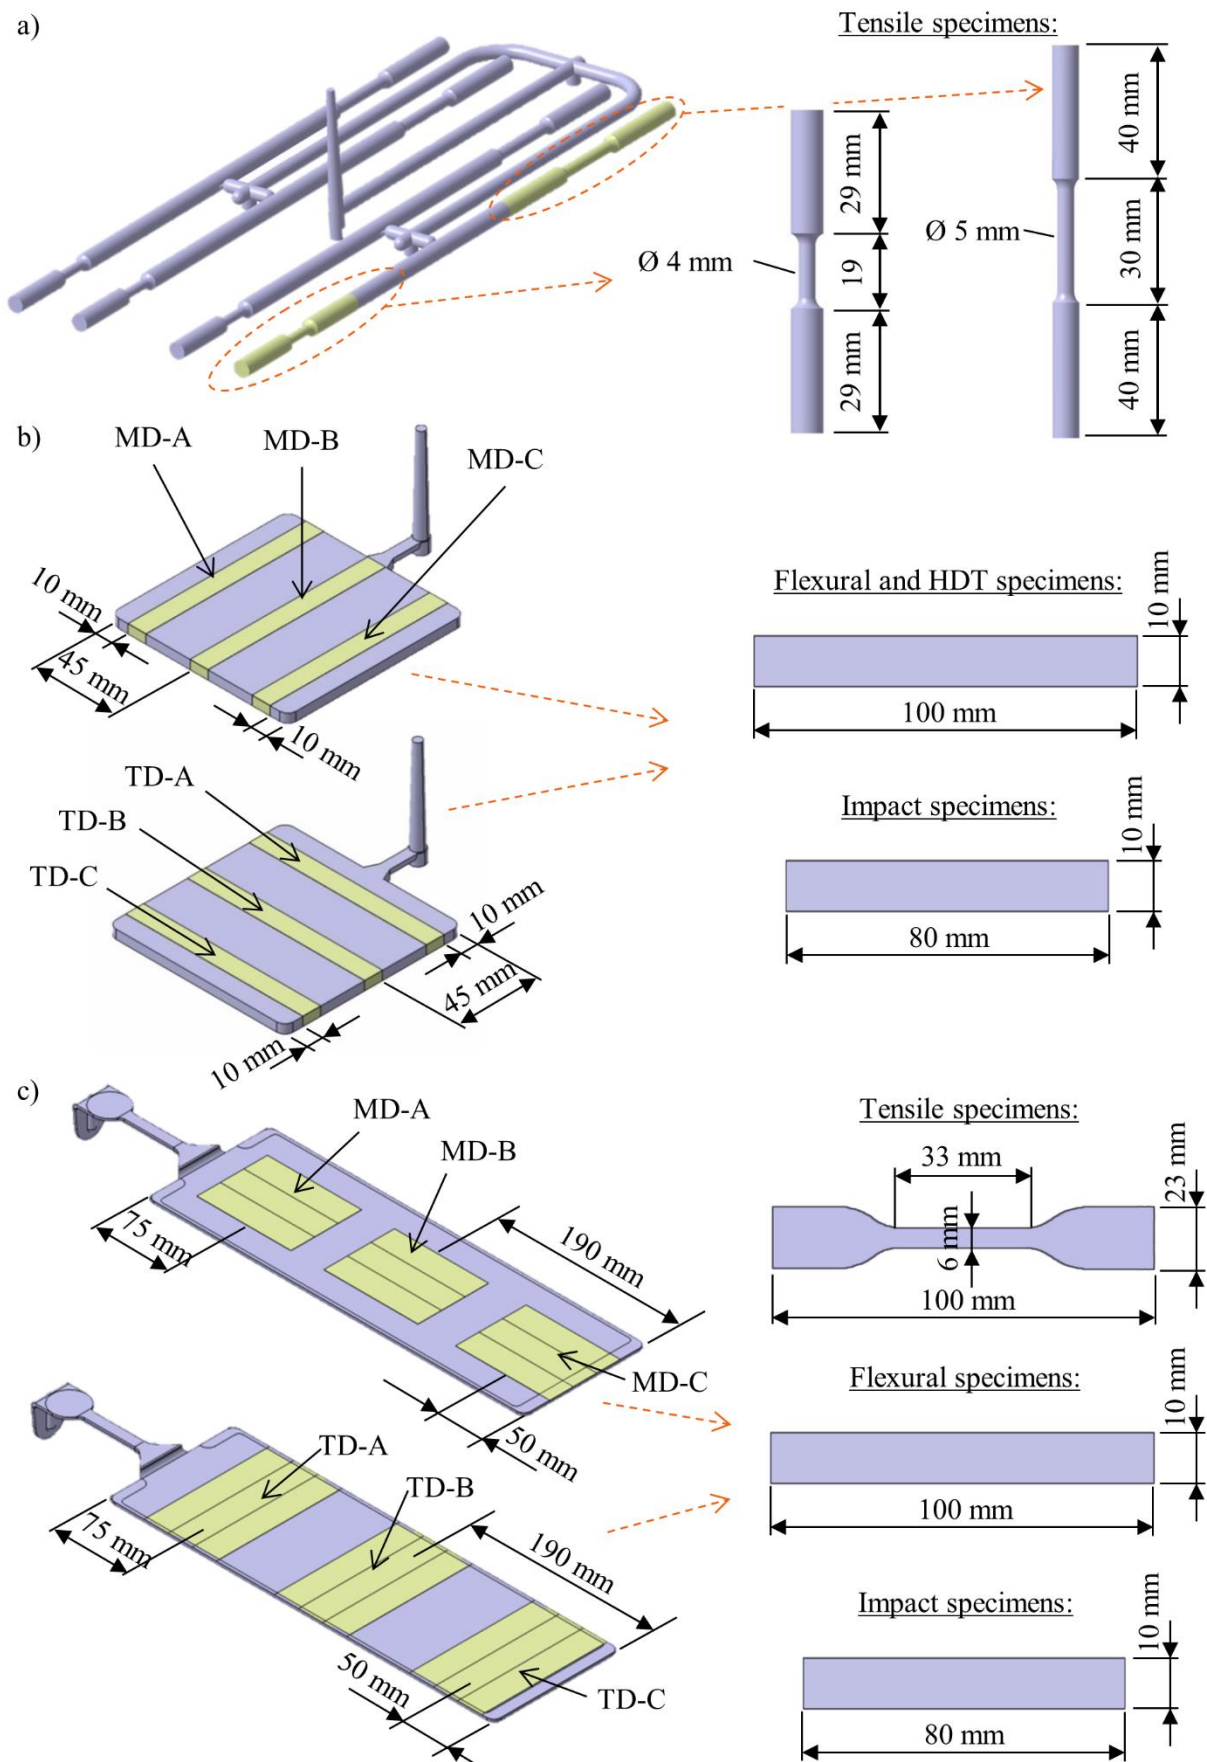 a)
Tensile specimens:
29 mm
19
29 mm
Ø 4 mm
40 mm
30 mm
40 mm
Ø 5 mm
b)
MD-A
MD-B
MD-C
10 mm
45 mm
10 mm
Flexural and HDT specimens:
10 mm
100 mm
TD-A
TD-B
TD-C
10 mm
45 mm
10 mm
Impact specimens:
10 mm
80 mm
c)
MD-A
MD-B
MD-C
75 mm
190 mm
50 mm
Tensile specimens:
33 mm
23 mm
6 mm
100 mm
Flexural specimens:
10 mm
100 mm
TD-A
TD-B
TD-C
75 mm
190 mm
50 mm
Impact specimens:
10 mm
80 mm